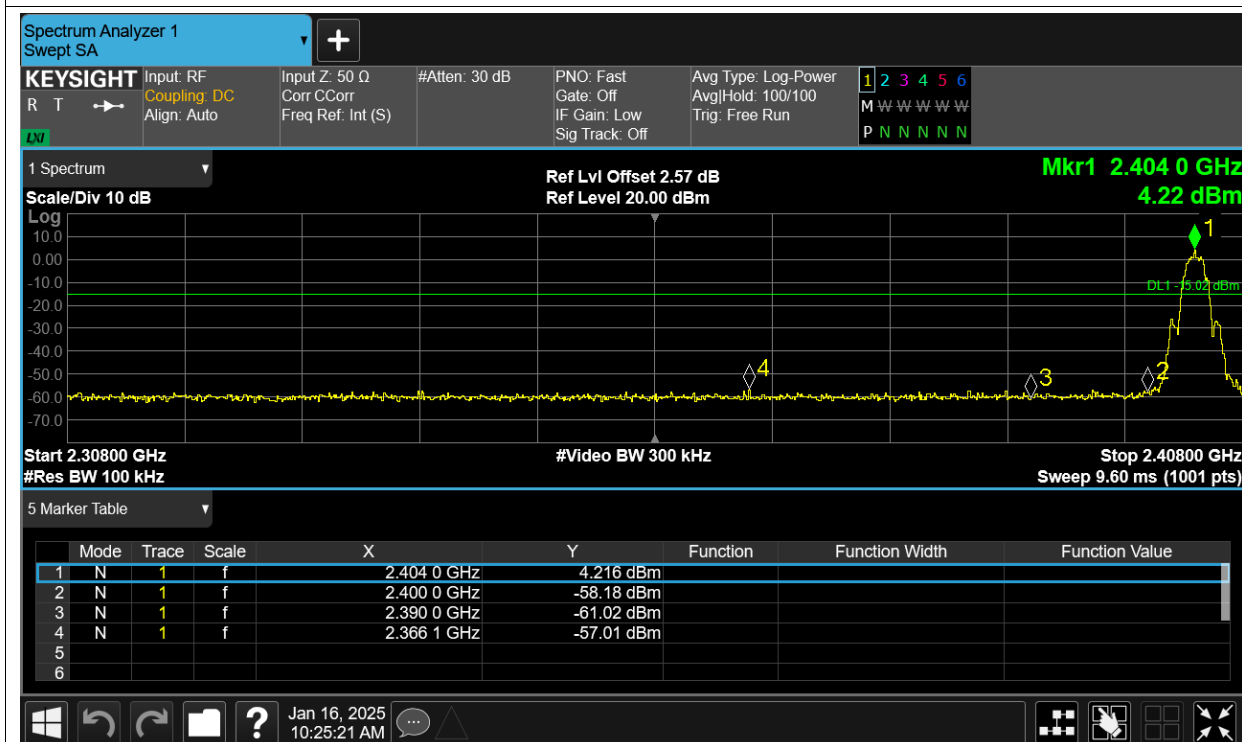 Spectrum Analyzer 1
Swept SA
KEYSIGHT
R T
LXI
Input: RF
Coupling: DC
Align: Auto
Input Z: 50 Ω
Corr CCorr
Freq Ref: Int (S)
#Atten: 30 dB
PNO: Fast
Gate: Off
IF Gain: Low
Sig Track: Off
Avg Type: Log-Power
Avg|Hold: 100/100
Trig: Free Run
1 2 3 4 5 6
M W W W W W
P N N N N N
1 Spectrum
Scale/Div 10 dB
Ref Lvl Offset 2.57 dB
Ref Level 20.00 dBm
Mkr1 2.404 0 GHz
4.22 dBm
Log
10.0
0.00
-10.0
-20.0
-30.0
-40.0
-50.0
-60.0
-70.0
1
DL1 -15.02 dBm
4
3
2
Start 2.30800 GHz
#Video BW 300 kHz
Stop 2.40800 GHz
#Res BW 100 kHz
Sweep 9.60 ms (1001 pts)
5 Marker Table
Mode Trace Scale X Y Function Function Width Function Value
1 N 1 f 2.404 0 GHz 4.216 dBm
2 N 1 f 2.400 0 GHz -58.18 dBm
3 N 1 f 2.390 0 GHz -61.02 dBm
4 N 1 f 2.366 1 GHz -57.01 dBm
5
6
?
Jan 16, 2025
10:25:21 AM